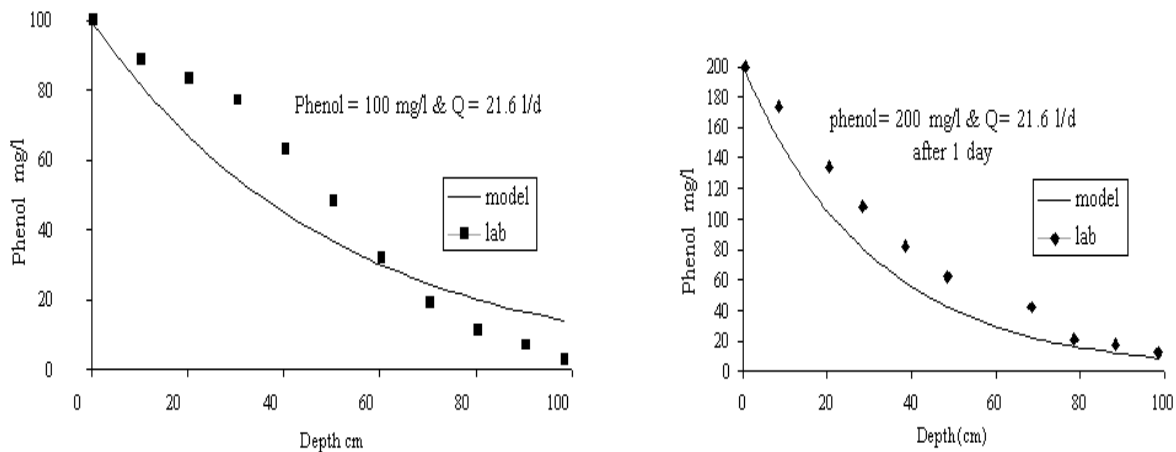 100
80
60
40
20
0
Phenol mg/l
Phenol = 100 mg/l & Q = 21.6 l/d
model
lab
0 20 40 60 80 100
Depth cm
200
180
160
140
120
100
80
60
40
20
0
Phenol mg/l
phenol= 200 mg/l & Q= 21.6 l/d
after 1 day
model
lab
0 20 40 60 80 100
Depth(cm)